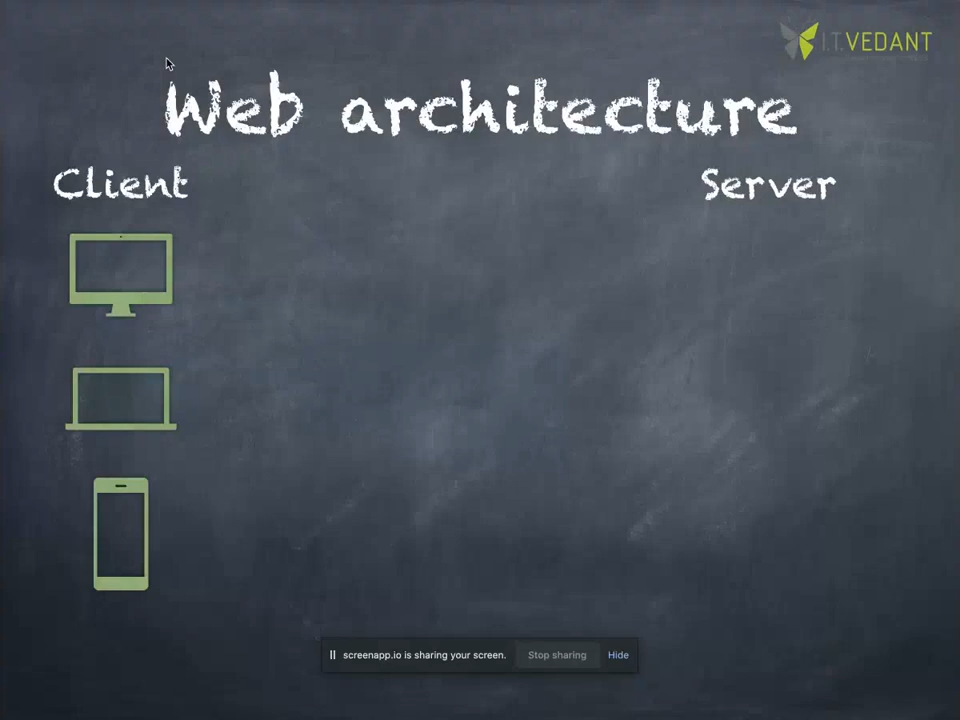 I.T.VEDANT
Web architecture
Client
Server
screenapp.io is sharing your screen.
Stop sharing
Hide